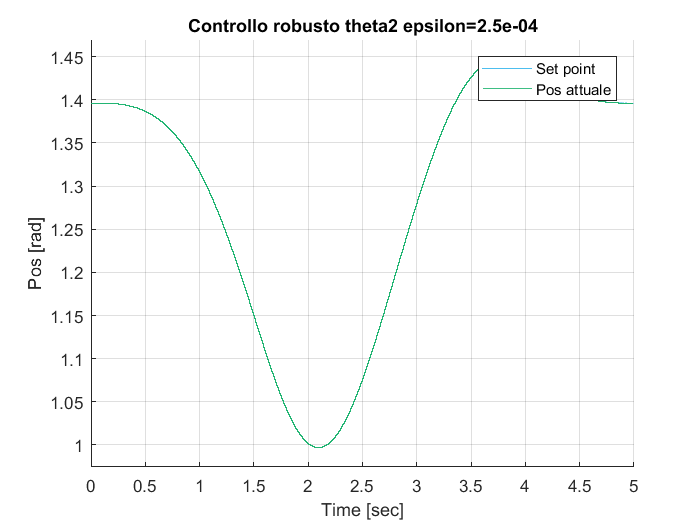 Controllo robusto theta2 epsilon=2.5e-04
Set point
Pos attuale
Pos [rad]
1.45
1.4
1.35
1.3
1.25
1.2
1.15
1.1
1.05
1
0 0.5 1 1.5 2 2.5 3 3.5 4 4.5 5
Time [sec]